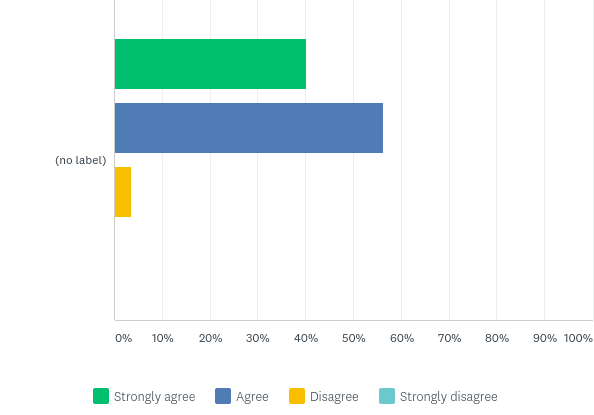 (no label)
0% 10% 20% 30% 40% 50% 60% 70% 80% 90% 100%
Strongly agree Agree Disagree Strongly disagree